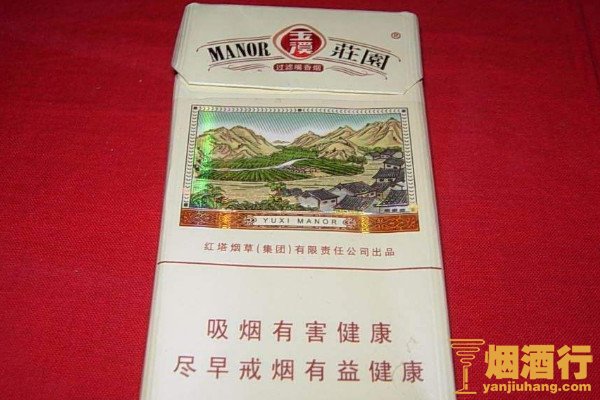 MANOR 玉溪 莊園 ®
过滤嘴香烟
YUXI MANOR
红塔烟草(集团)有限责任公司出品
吸烟有害健康
尽早戒烟有益健康
烟酒行
yanjiuhang.com